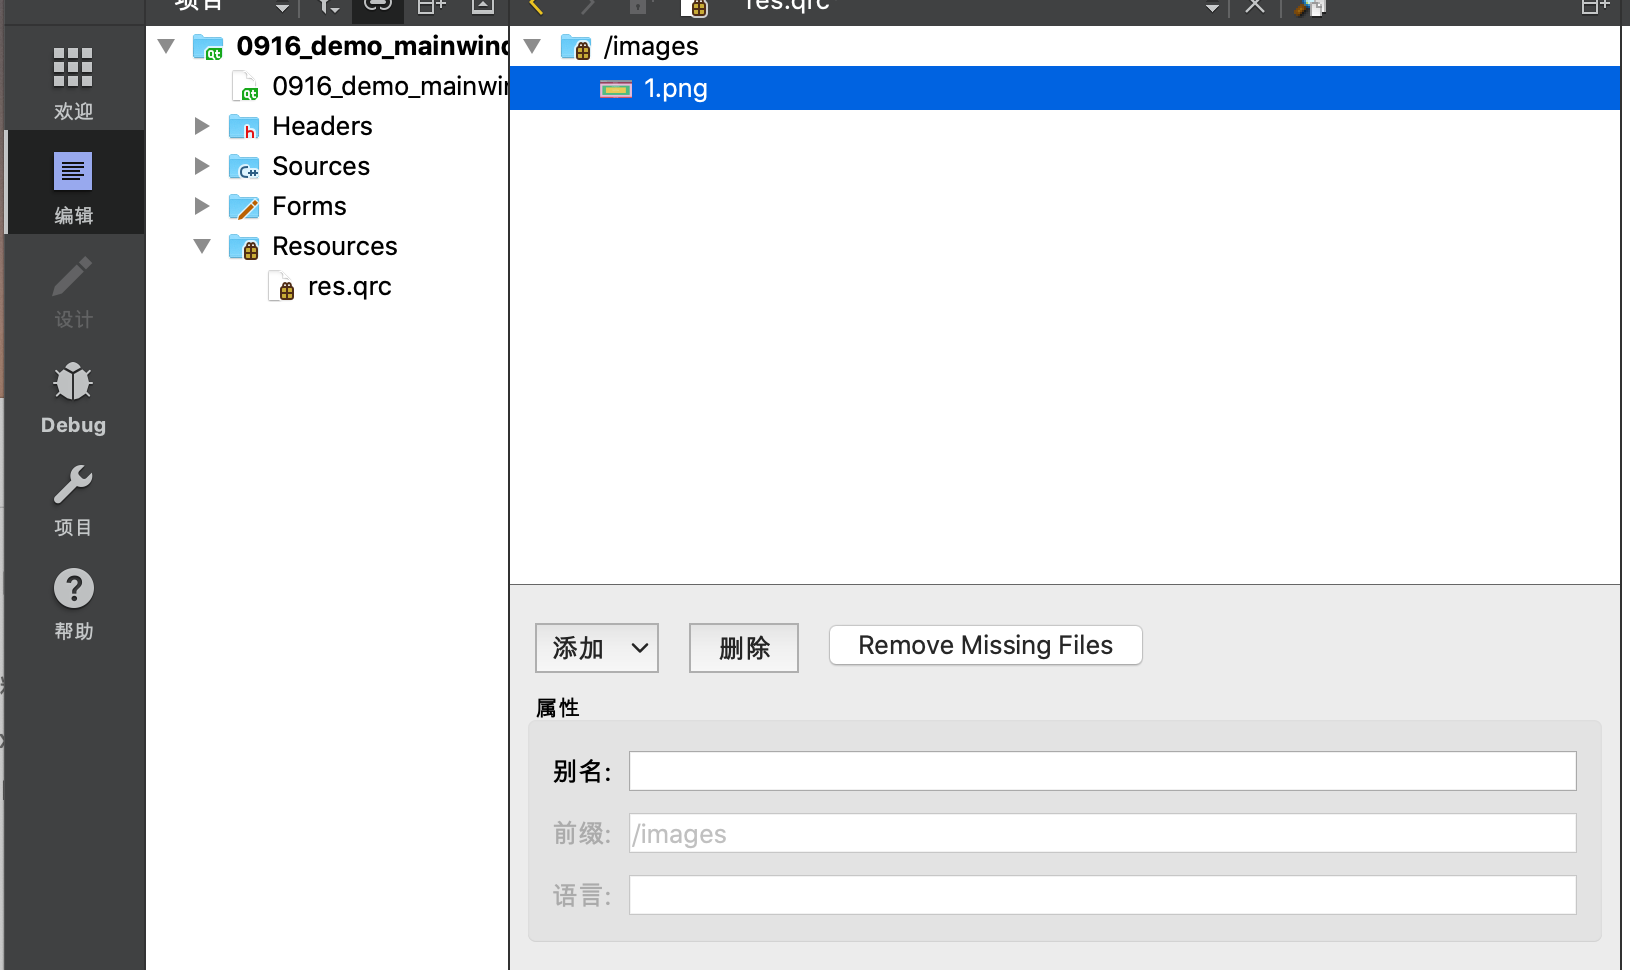 项目
res.qrc
0916_demo_mainwind
0916_demo_mainwi
Headers
Sources
Forms
Resources
res.qrc
/images
1.png
欢迎
编辑
设计
Debug
项目
帮助
添加
删除
Remove Missing Files
属性
别名:
前缀:
/images
语言: